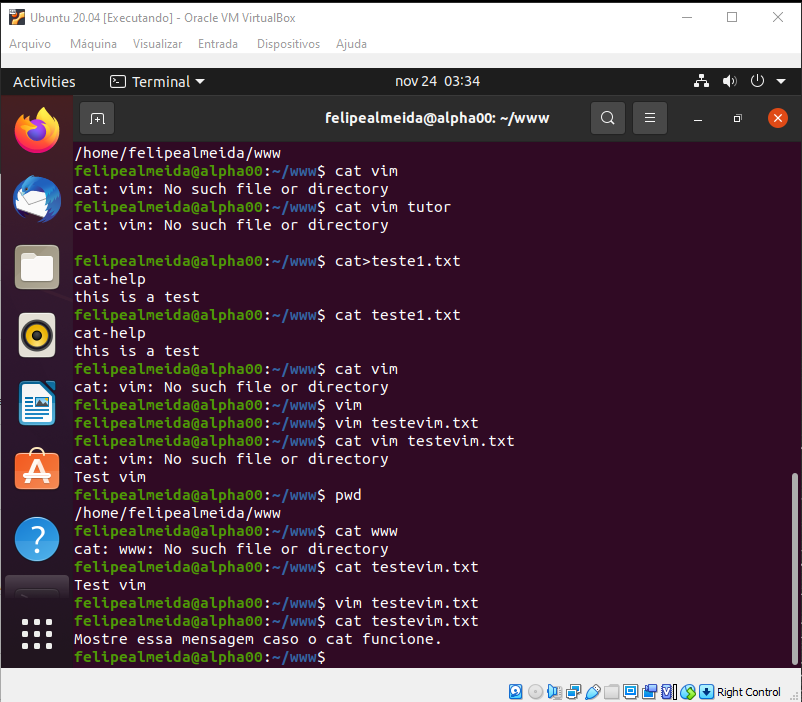 Ubuntu 20.04 [Executando] - Oracle VM VirtualBox
Arquivo Máquina Visualizar Entrada Dispositivos Ajuda
Activities Terminal nov 24 03:34
felipealmeida@alpha00: ~/www
/home/felipealmeida/www
felipealmeida@alpha00:~/www$ cat vim
cat: vim: No such file or directory
felipealmeida@alpha00:~/www$ cat vim tutor
cat: vim: No such file or directory
felipealmeida@alpha00:~/www$ cat>teste1.txt
cat-help
this is a test
felipealmeida@alpha00:~/www$ cat teste1.txt
cat-help
this is a test
felipealmeida@alpha00:~/www$ cat vim
cat: vim: No such file or directory
felipealmeida@alpha00:~/www$ vim
felipealmeida@alpha00:~/www$ vim testevim.txt
felipealmeida@alpha00:~/www$ cat vim testevim.txt
cat: vim: No such file or directory
Test vim
felipealmeida@alpha00:~/www$ pwd
/home/felipealmeida/www
felipealmeida@alpha00:~/www$ cat www
cat: www: No such file or directory
felipealmeida@alpha00:~/www$ cat testevim.txt
Test vim
felipealmeida@alpha00:~/www$ vim testevim.txt
felipealmeida@alpha00:~/www$ cat testevim.txt
Mostre essa mensagem caso o cat funcione.
felipealmeida@alpha00:~/www$
Right Control